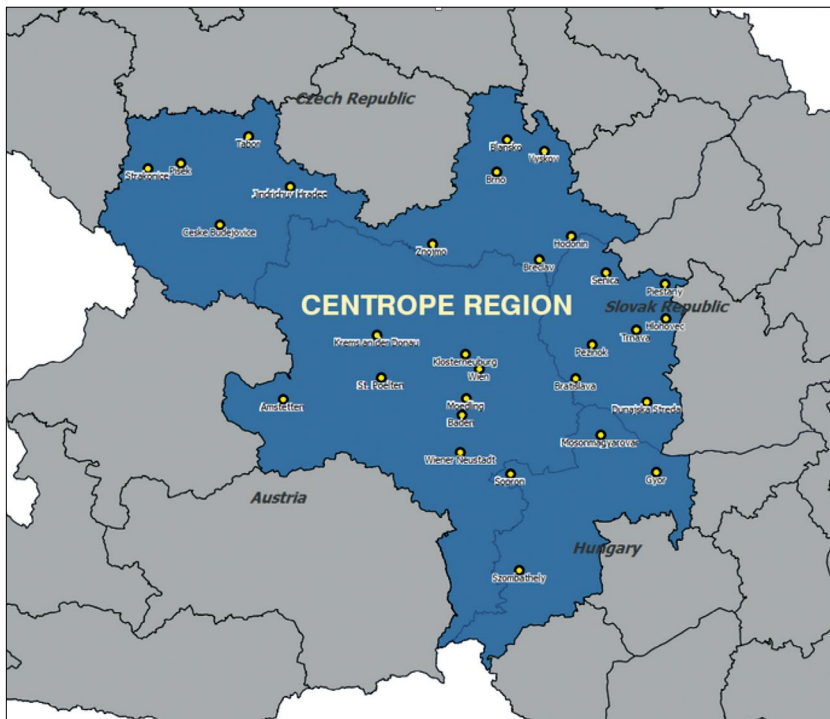 Czech Republic
Tabor
Blansko
Vyskov
Strakonice
Pisek
Brno
Jindrichuv Hradec
Ceske Budejovice
Znojmo
Hodonin
Breclav
Senica
Piestany
CENTROPE REGION
Slovak Republic
Hlohovec
Trnava
Krems an der Donau
Pezinok
Klosterneuburg
Wien
St. Poelten
Bratislava
Amstetten
Moedling
Dunajska Streda
Baden
Mosonmagyarovar
Wiener Neustadt
Sopron
Gyor
Austria
Hungary
Szombathely